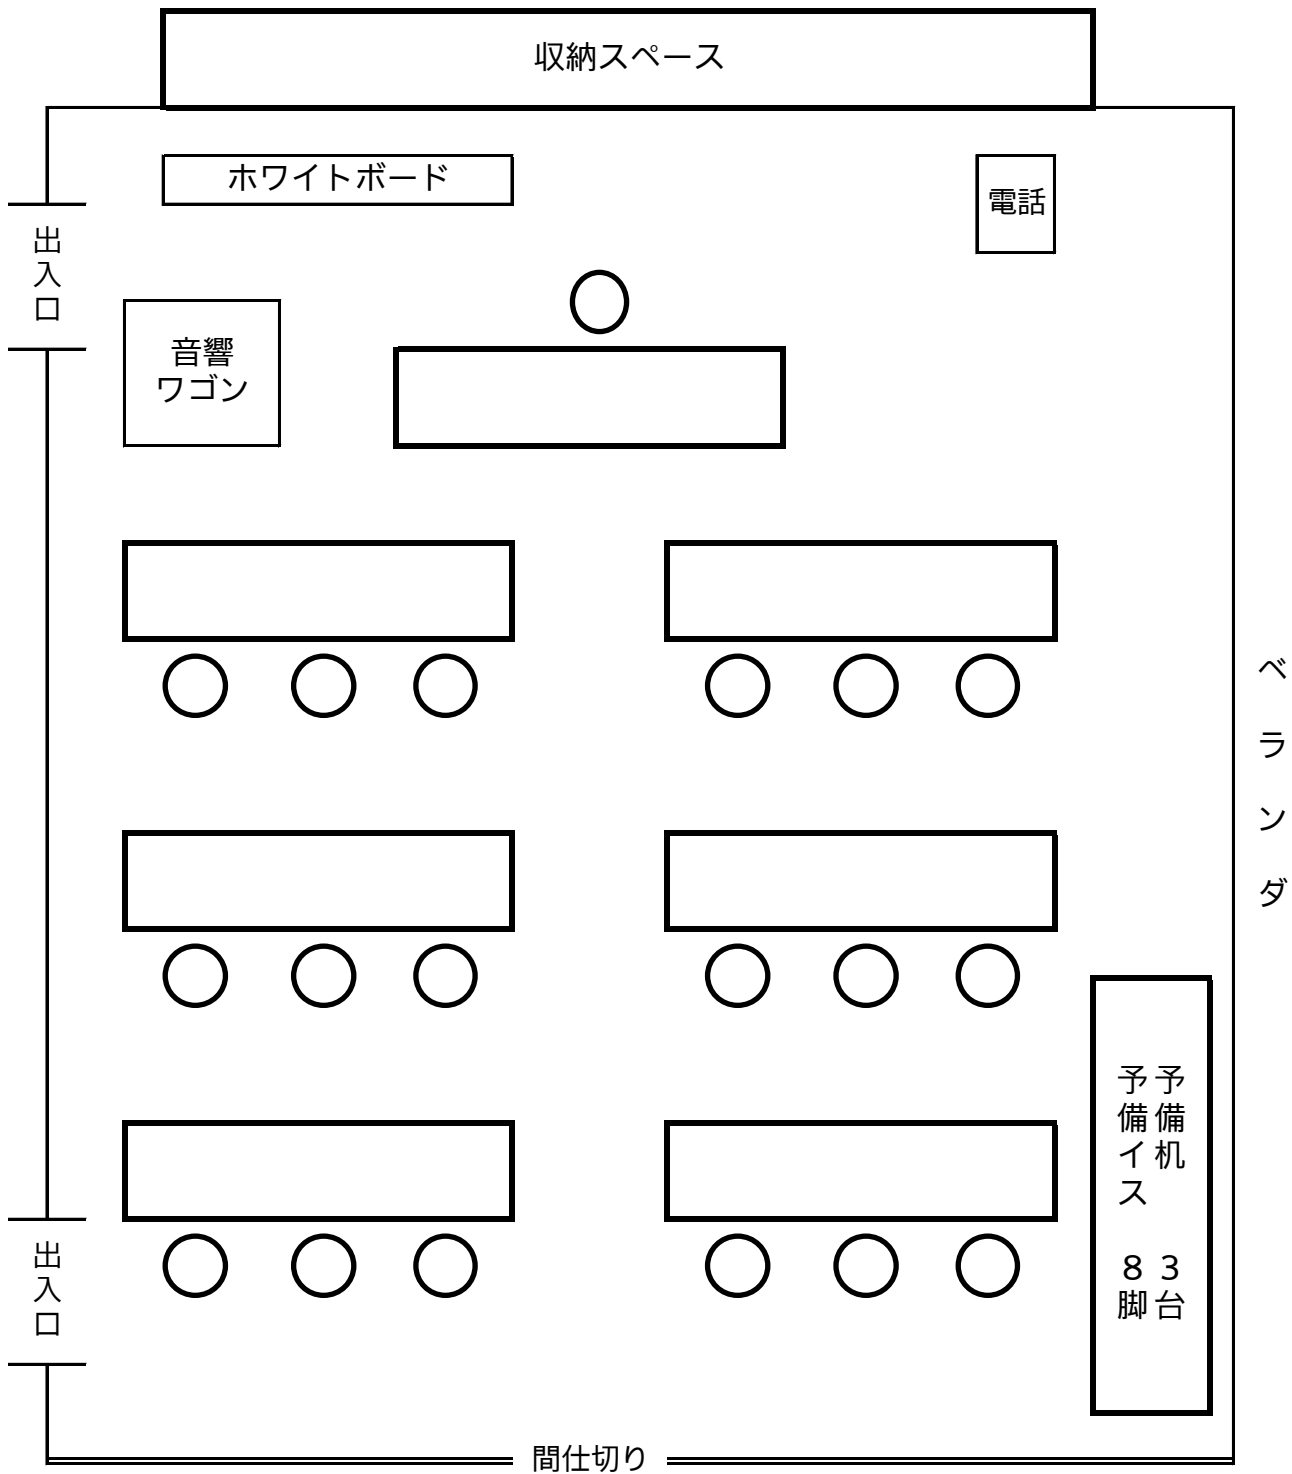 収納スペース
ホワイトボード
電話
出入口
音響
ワゴン
ベランダ
予備机　3台
予備イス　8脚
出入口
間仕切り